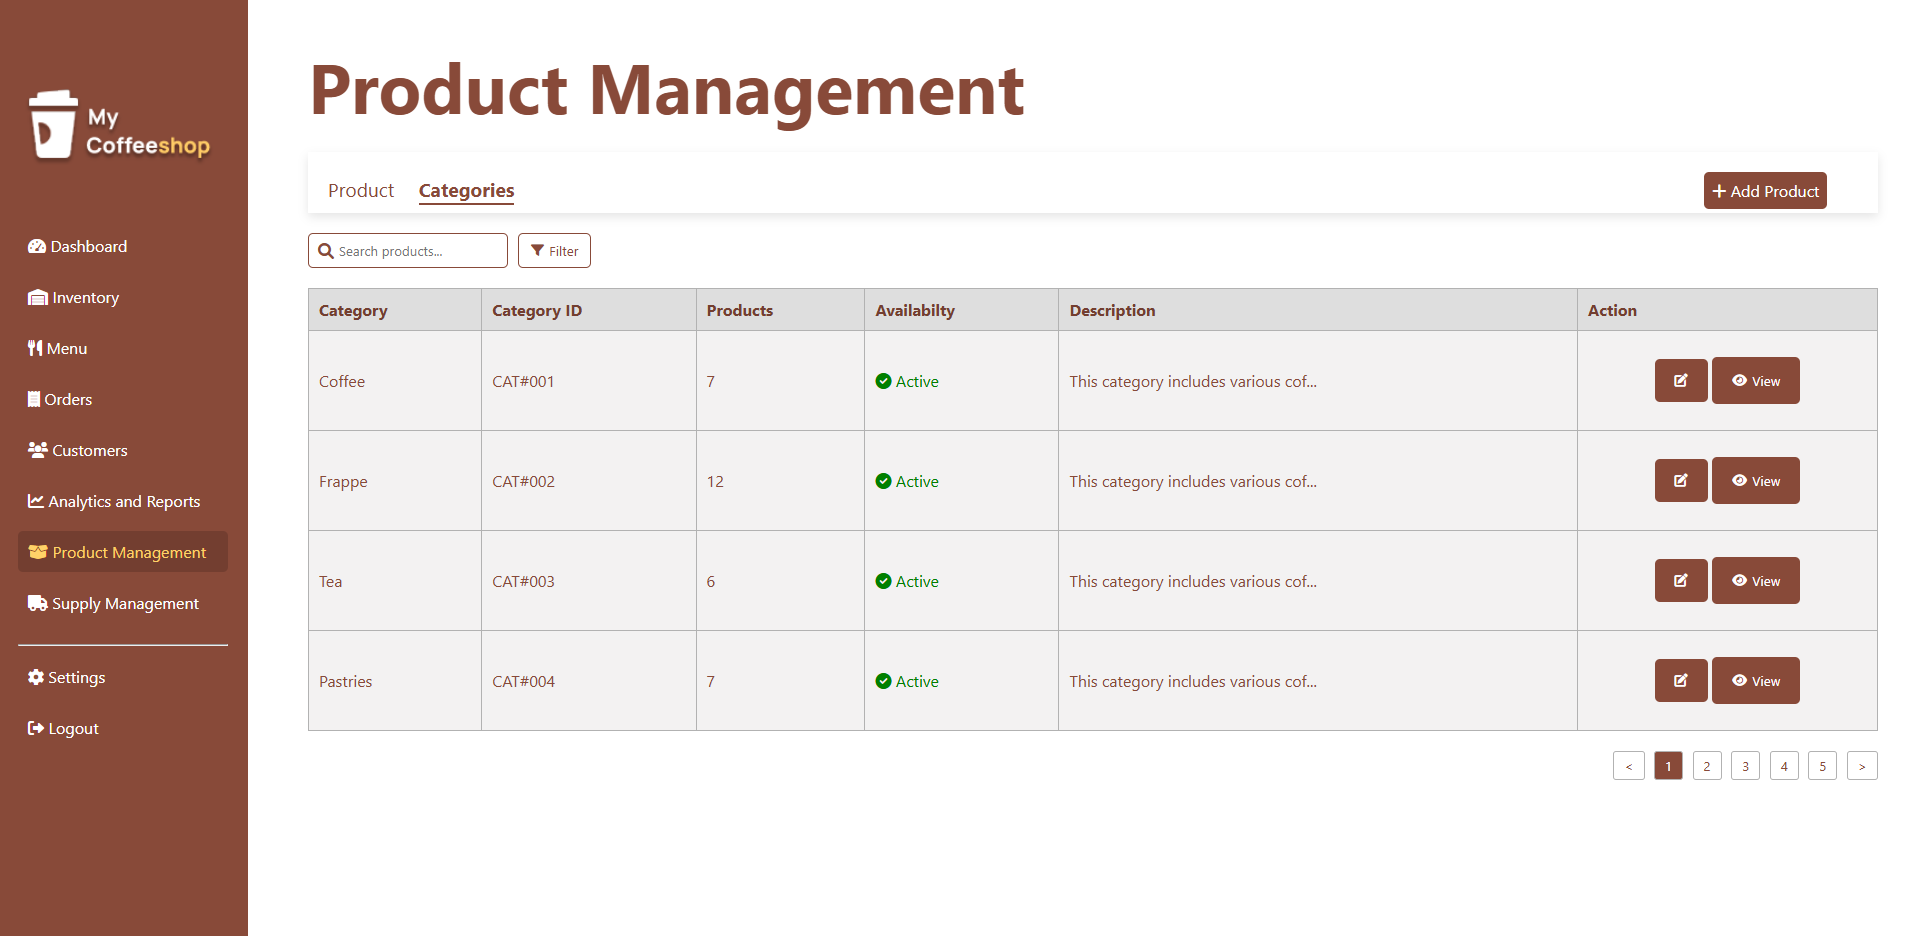 My
Coffeeshop
Dashboard
Inventory
Menu
Orders
Customers
Analytics and Reports
Product Management
Supply Management
Settings
Logout
Product Management
Product Categories + Add Product
Search products... Filter
Category Category ID Products Availabilty Description Action
Coffee CAT#001 7 Active This category includes various cof... View
Frappe CAT#002 12 Active This category includes various cof... View
Tea CAT#003 6 Active This category includes various cof... View
Pastries CAT#004 7 Active This category includes various cof... View
< 1 2 3 4 5 >